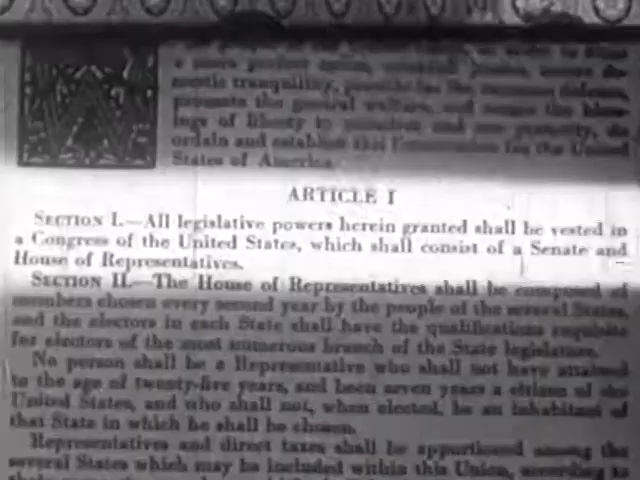 a more perfect union, establish justice, insure do-
mestic tranquility, provide for the common defense,
promote the general welfare, and secure the bless-
ings of liberty to ourselves and our posterity, do
ordain and establish this Constitution for the United
States of America.
ARTICLE I
SECTION I.—All legislative powers herein granted shall be vested in
a Congress of the United States, which shall consist of a Senate and
House of Representatives.
SECTION II.—The House of Representatives shall be composed of
members chosen every second year by the people of the several States,
and the electors in each State shall have the qualifications requisite
for electors of the most numerous branch of the State legislature.
No person shall be a Representative who shall not have attained
to the age of twenty-five years, and been seven years a citizen of the
United States, and who shall not, when elected, be an inhabitant of
that State in which he shall be chosen.
Representatives and direct taxes shall be apportioned among the
several States which may be included within this Union, according to